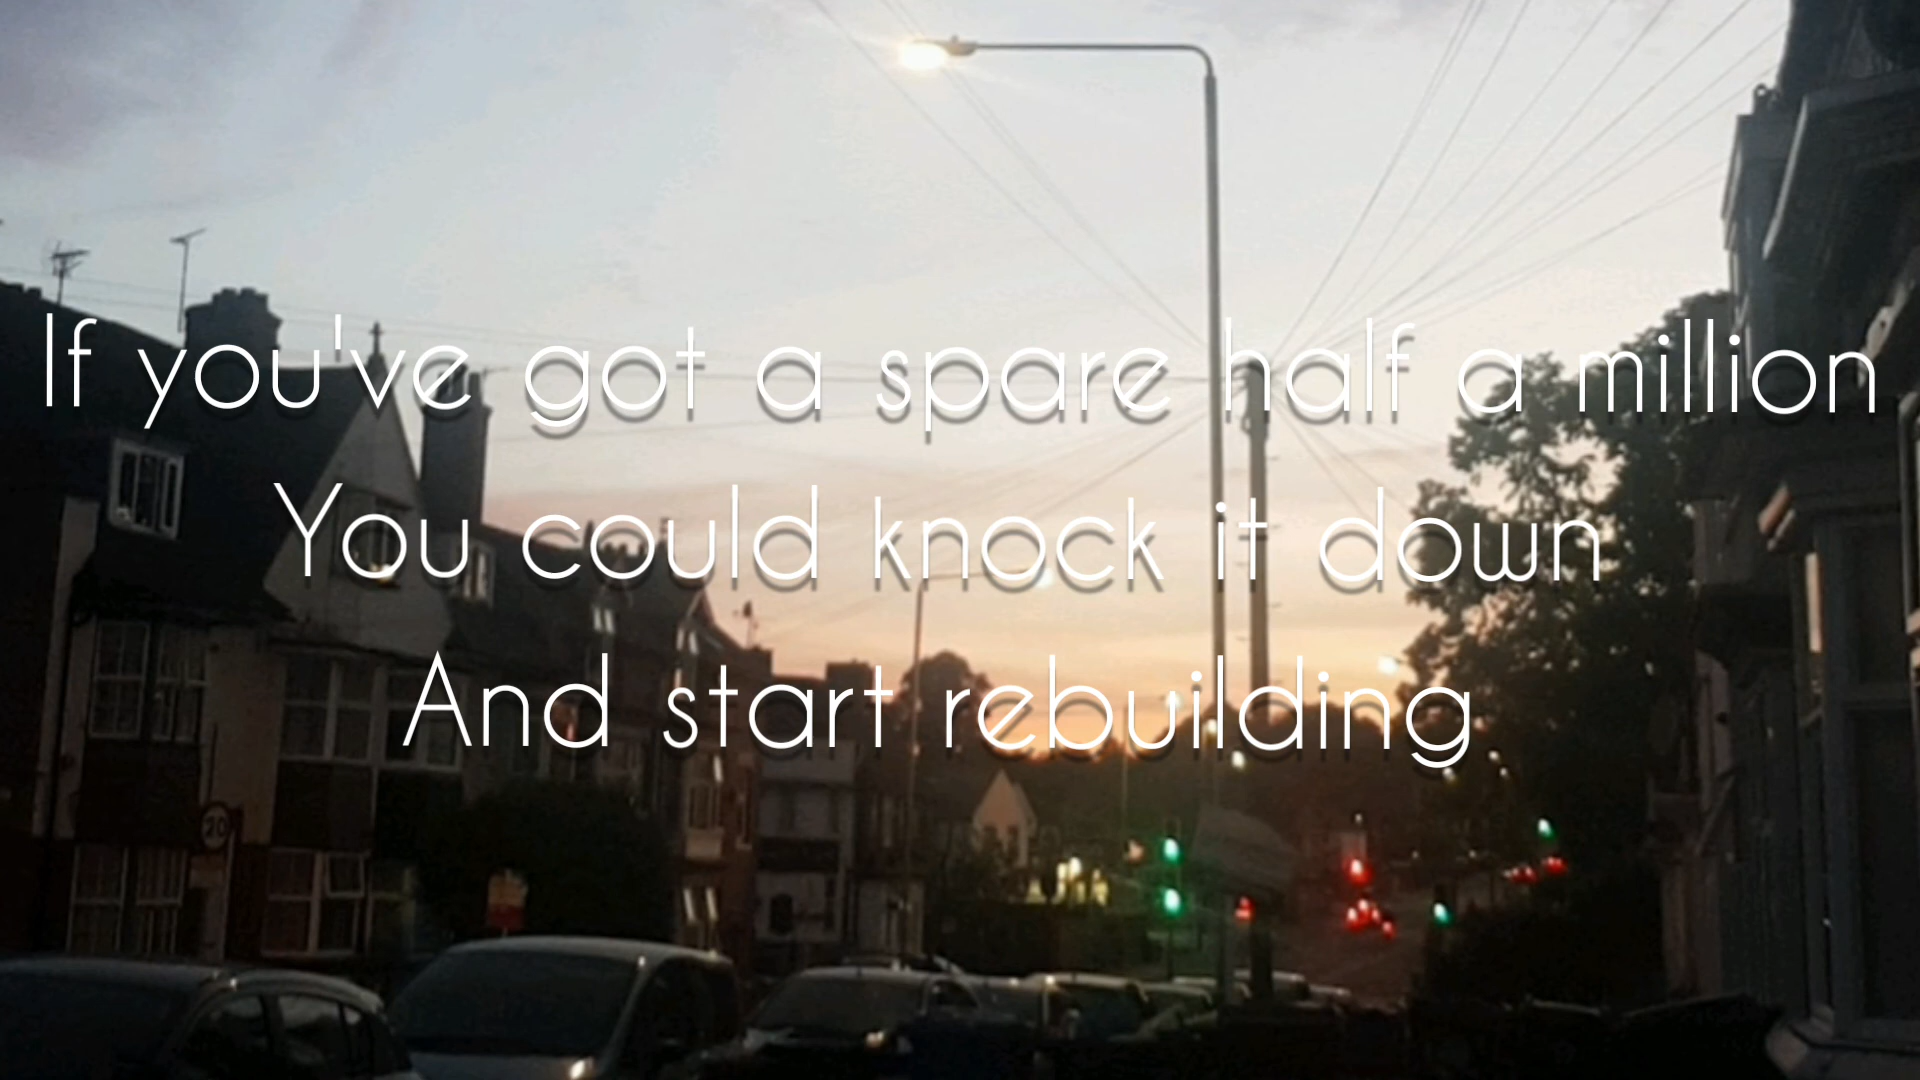 If you've got a spare half a million
You could knock it down
And start rebuilding
20